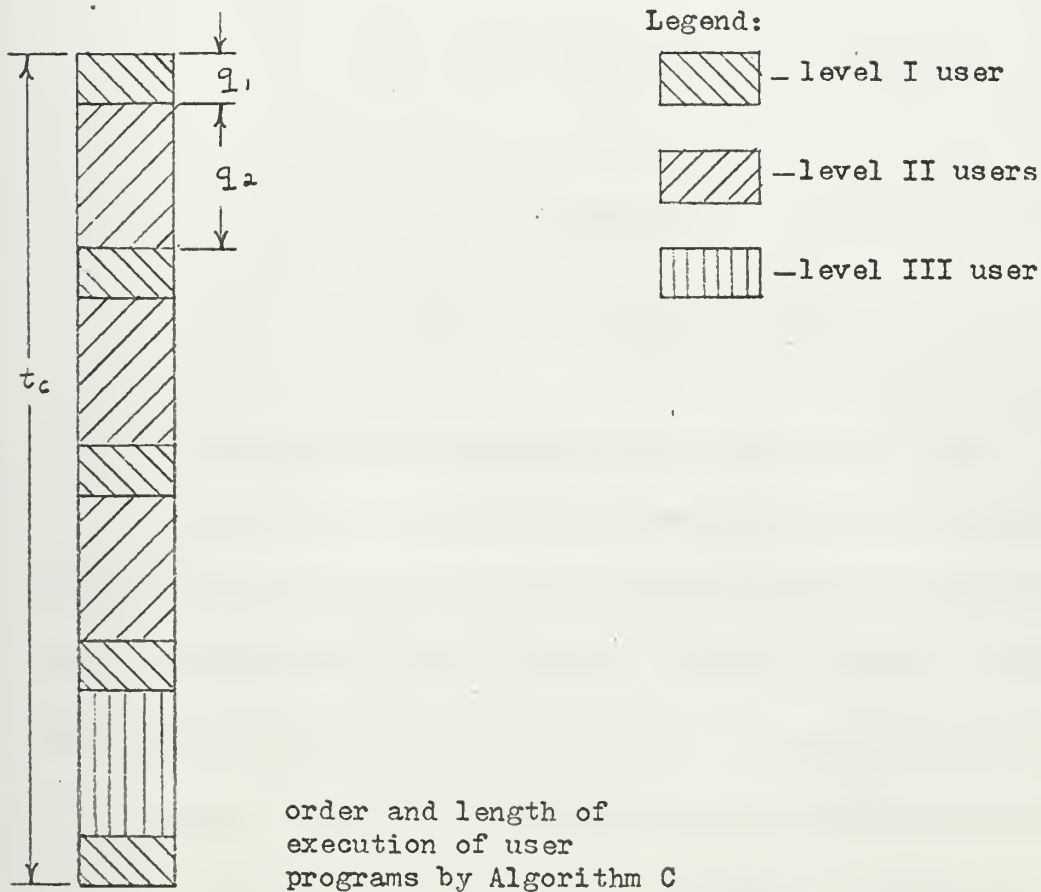 Legend:
q₁
– level I user
q₂
—level II users
—level III user
t_c
order and length of
execution of user
programs by Algorithm C